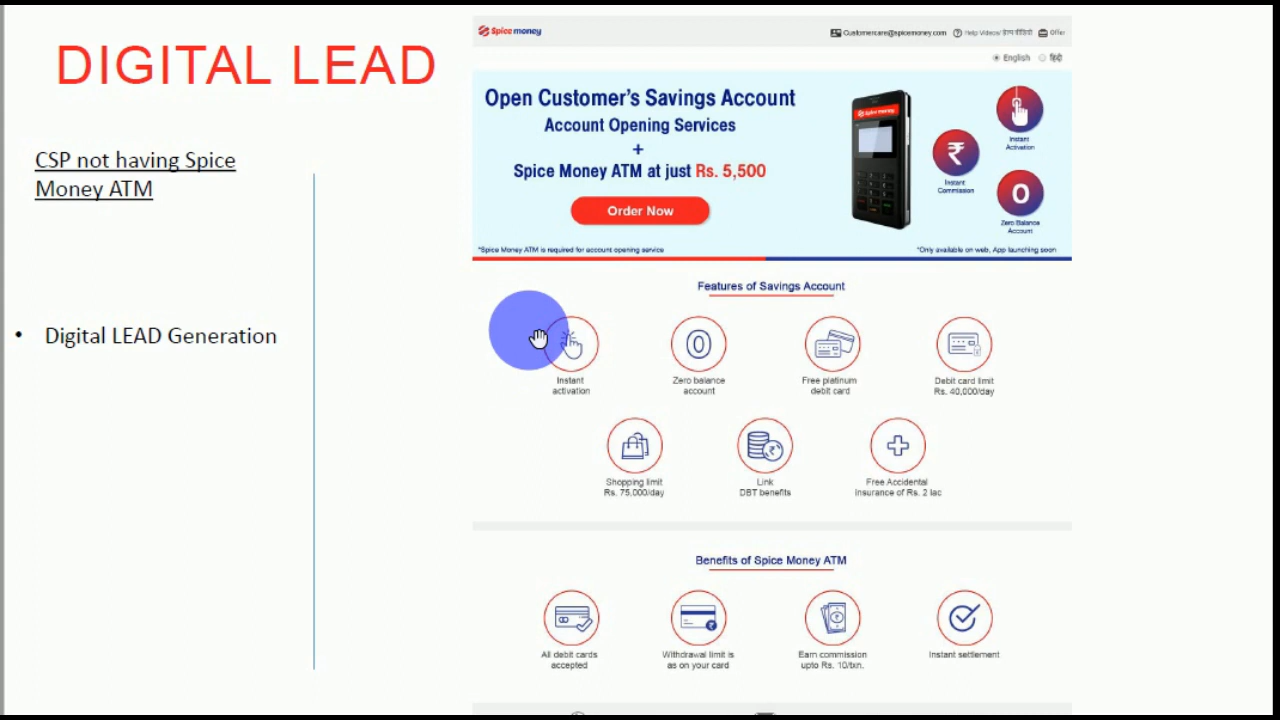 DIGITAL LEAD
CSP not having Spice
Money ATM
• Digital LEAD Generation
Spice money
Customercare@spicemoney.com Help Videos/ हेल्प वीडियो Offer
English हिंदी
Open Customer's Savings Account
Account Opening Services
+
Spice Money ATM at just Rs. 5,500
Order Now
*Spice Money ATM is required for account opening service
Spice money
Instant
Activation
₹
Instant
Commission
0
Zero Balance
Account
*Only available on web, App launching soon
Features of Savings Account
Instant
activation
Zero balance
account
Free platinum
debit card
Debit card limit
Rs. 40,000/day
Shopping limit
Rs. 75,000/day
Link
DBT benefits
Free Accidental
insurance of Rs. 2 lac
Benefits of Spice Money ATM
All debit cards
accepted
Withdrawal limit is
as on your card
Earn commission
upto Rs. 10/txn.
Instant settlement